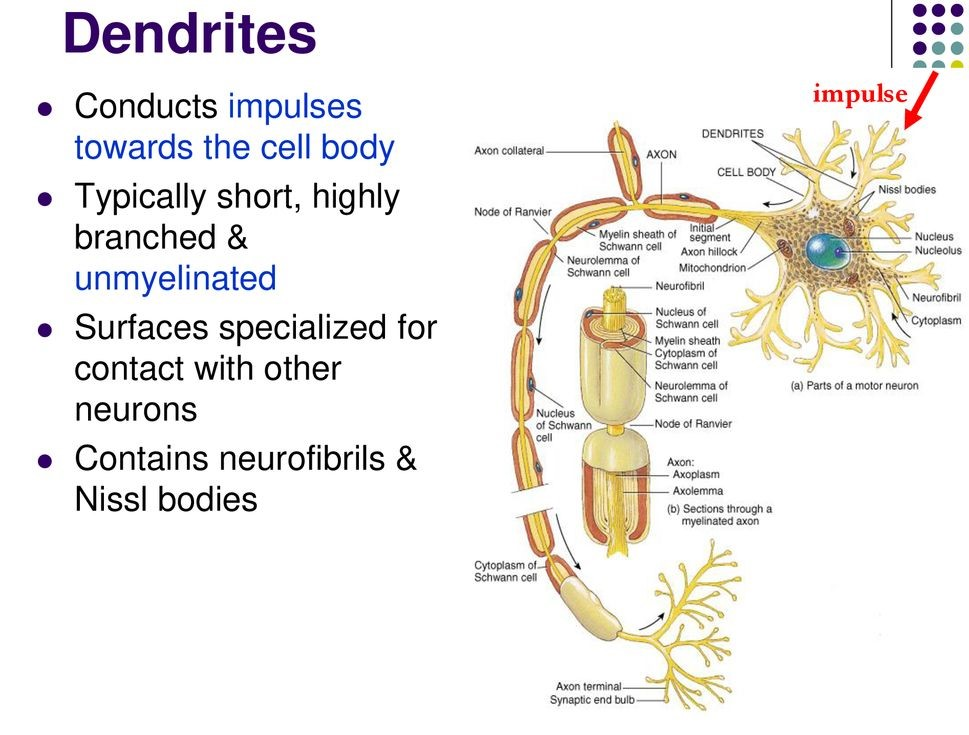 Dendrites
Conducts impulses
towards the cell body
Typically short, highly
branched &
unmyelinated
Surfaces specialized for
contact with other
neurons
Contains neurofibrils &
Nissl bodies
impulse
DENDRITES
Axon collateral
AXON
CELL BODY
Nissl bodies
Node of Ranvier
Initial
segment
Myelin sheath of
Schwann cell
Axon hillock
Nucleus
Nucleolus
Neurolemma of
Schwann cell
Mitochondrion
Neurofibril
Neurofibril
Cytoplasm
Nucleus of
Schwann cell
Myelin sheath
Cytoplasm of
Schwann cell
Neurolemma of
Schwann cell
(a) Parts of a motor neuron
Nucleus
of Schwann
cell
Node of Ranvier
Axon:
Axoplasm
Axolemma
(b) Sections through a
myelinated axon
Cytoplasm of
Schwann cell
Axon terminal
Synaptic end bulb